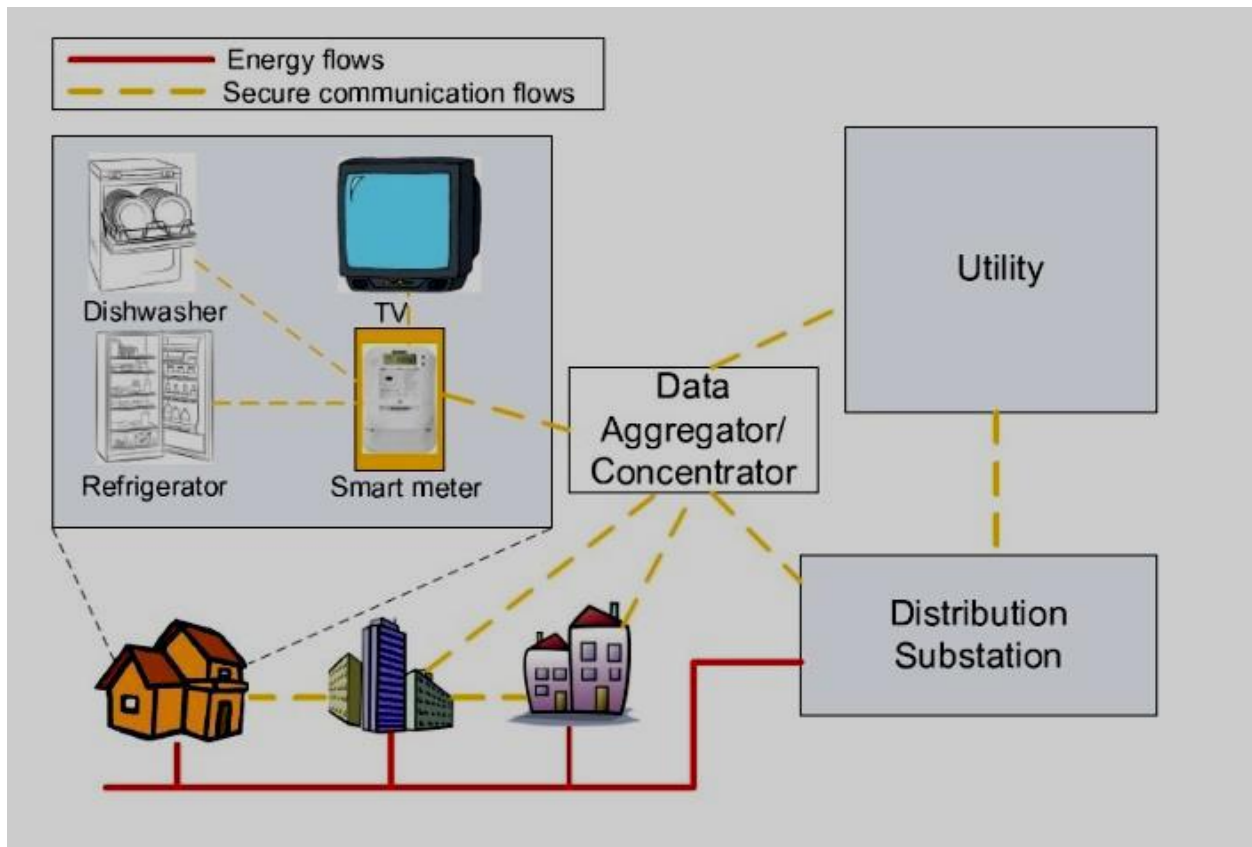 Energy flows
Secure communication flows
Dishwasher
TV
Refrigerator
Smart meter
Data
Aggregator/
Concentrator
Utility
Distribution
Substation